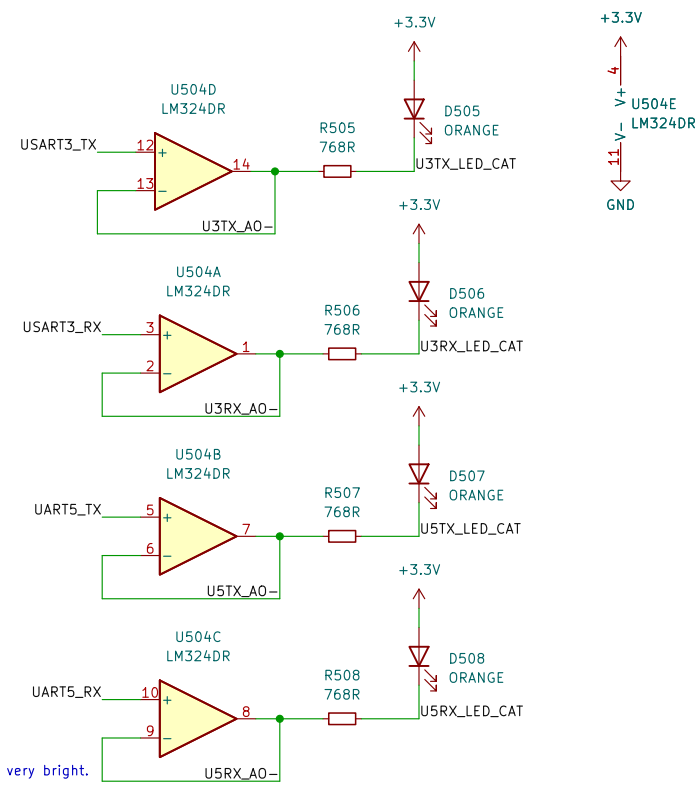 +3.3V
+3.3V
U504D
LM324DR
4
V+
U504E
LM324DR
V-
11
GND
D505
ORANGE
R505
768R
USART3_TX
12
+
14
13
-
U3TX_LED_CAT
U3TX_AO-
+3.3V
U504A
LM324DR
D506
ORANGE
R506
768R
USART3_RX
3
+
1
2
-
U3RX_LED_CAT
U3RX_AO-
+3.3V
U504B
LM324DR
D507
ORANGE
R507
768R
UART5_TX
5
+
7
6
-
U5TX_LED_CAT
U5TX_AO-
+3.3V
U504C
LM324DR
D508
ORANGE
R508
768R
UART5_RX
10
+
8
9
-
U5RX_LED_CAT
U5RX_AO-
very bright.